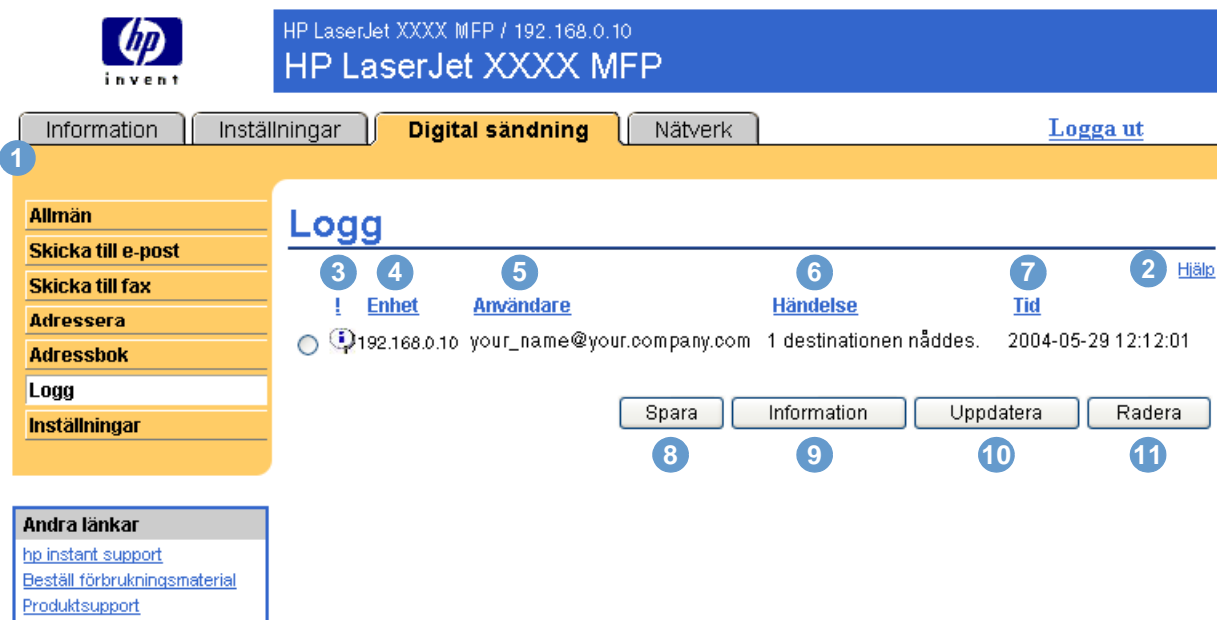 hp
invent
HP LaserJet XXXX MFP / 192.168.0.10
HP LaserJet XXXX MFP
Information Inställningar Digital sändning Nätverk Logga ut
1
Allmän
Skicka till e-post
Skicka till fax
Adressera
Adressbok
Logg
Inställningar
Logg
3 4 5 6 7 2 Hjälp
! Enhet Användare Händelse Tid
192.168.0.10 your_name@your.company.com 1 destinationen nåddes. 2004-05-29 12:12:01
Spara Information Uppdatera Radera
8 9 10 11
Andra länkar
hp instant support
Beställ förbrukningsmaterial
Produktsupport